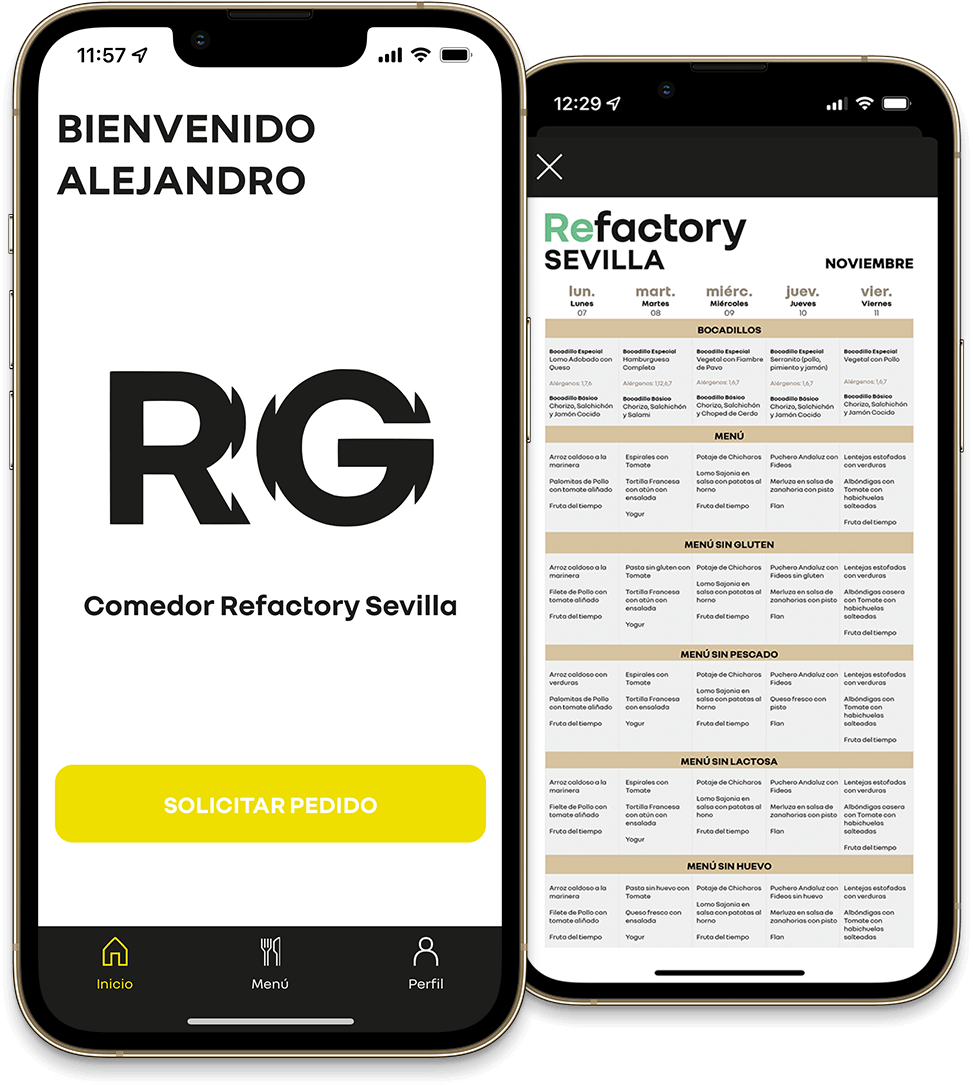 11:57
BIENVENIDO
ALEJANDRO
RG
Comedor Refactory Sevilla
SOLICITAR PEDIDO
Inicio
Menú
Perfil
12:29
Refactory
SEVILLA
NOVIEMBRE
lun. mart. miérc. juev. vier.
Lunes Martes Miércoles Jueves Viernes
07 08 09 10 11
BOCADILLOS
Bocadillo Especial Bocadillo Especial Bocadillo Especial Bocadillo Especial Bocadillo Especial
Lomo Adobado con Hamburguesa Vegetal con Fiambre Serranito (pollo, Vegetal con Pollo
Queso Completa de Pavo pimiento y jamón)
Alérgenos: 1,7,6 Alérgenos: 1,12,6,7 Alérgenos: 1,6,7 Alérgenos: 1,6,7 Alérgenos: 1,6,7
Bocadillo Básico Bocadillo Básico Bocadillo Básico Bocadillo Básico Bocadillo Básico
Chorizo, Salchichón Chorizo, Salchichón Chorizo, Salchichón Chorizo, Salchichón Chorizo, Salchichón
y Jamón Cocido y Salami y Choped de Cerdo y Jamón Cocido y Jamón Cocido
MENÚ
Arroz caldoso a la Espirales con Potaje de Chicharos Puchero Andaluz con Lentejas estofadas
marinera Tomate Fideos con verduras
Lomo Sajonia en
Palomitas de Pollo Tortilla Francesa salsa con patatas al Merluza en salsa de Albóndigas con
con tomate aliñado con atún con horno zanahoria con pisto Tomate con
ensalada habichuelas
Fruta del tiempo Fruta del tiempo Flan salteadas
Yogur
Fruta del tiempo
MENÚ SIN GLUTEN
Arroz caldoso a la Pasta sin gluten con Potaje de Chicharos Puchero Andaluz con Lentejas estofadas
marinera Tomate Fideos sin gluten con verduras
Lomo Sajonia en
Filete de Pollo con Tortilla Francesa salsa con patatas al Merluza en salsa de Albóndigas casera
tomate aliñado con atún con horno zanahorias con pisto con Tomate con
ensalada habichuelas
Fruta del tiempo Fruta del tiempo Flan salteadas
Yogur
Fruta del tiempo
MENÚ SIN PESCADO
Arroz caldoso con Espirales con Potaje de Chicharos Puchero Andaluz con Lentejas estofadas
verduras Tomate Fideos con verduras
Lomo Sajonia en
Palomitas de Pollo Tortilla Francesa salsa con patatas al Queso fresco con Albóndigas con
con tomate aliñado con ensalada horno pisto Tomate con
habichuelas
Fruta del tiempo Yogur Fruta del tiempo Flan salteadas
Fruta del tiempo
MENÚ SIN LACTOSA
Arroz caldoso a la Espirales con Potaje de Chicharos Puchero Andaluz con Lentejas estofadas
marinera Tomate Fideos con verduras
Lomo Sajonia en
Fielte de Pollo con Tortilla Francesa salsa con patatas al Merluza en salsa de Albóndigas casera
tomate aliñado con atún con hono zanahorias con pisto con Tomate con
ensalada habichuelas
Fruta del tiempo Fruta del tiempo Flan salteadas
Yogur
Fruta del tiempo
MENÚ SIN HUEVO
Arroz caldoso a la Pasta sin huevo con Potaje de Chicharos Puchero Andaluz con Lentejas estofadas
marinera Tomate Fideos sin huevo con verduras
Lomo Sajonia en
Filete de Pollo con Queso fresco con salsa con patatas al Merluza en salsa de Albóndigas con
tomate aliñado ensalada horno zanahoria con pisto Tomate con
habichuelas
Fruta del tiempo Yogur Fruta del tiempo Flan salteadas